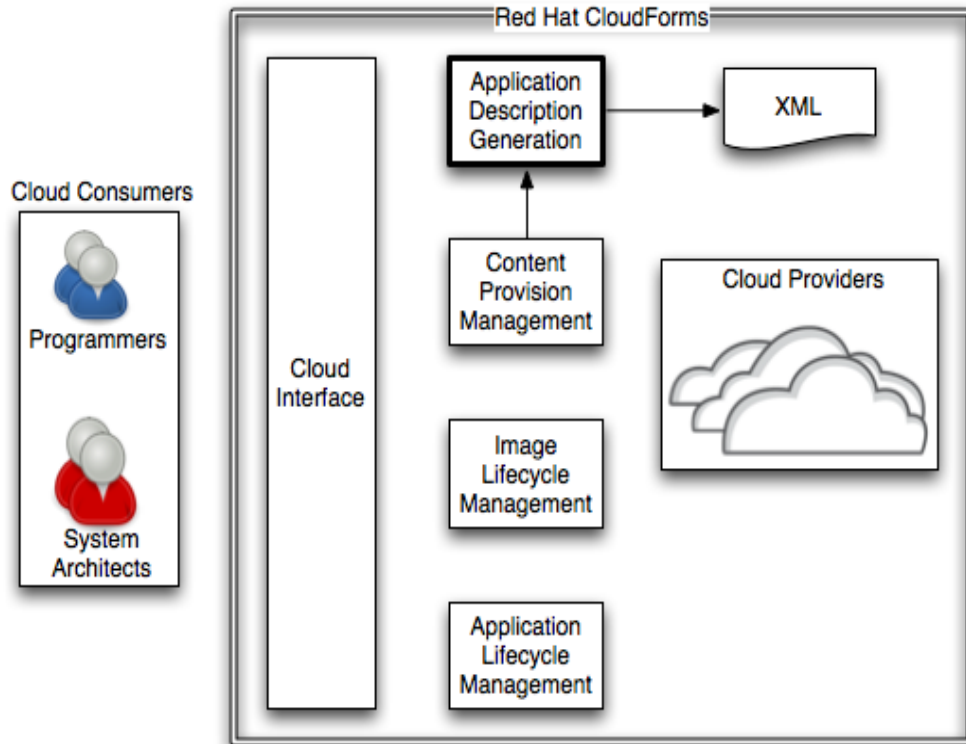 Red Hat CloudForms
Application
Description
Generation
XML
Cloud Consumers
Programmers
System
Architects
Cloud
Interface
Content
Provision
Management
Cloud Providers
Image
Lifecycle
Management
Application
Lifecycle
Management